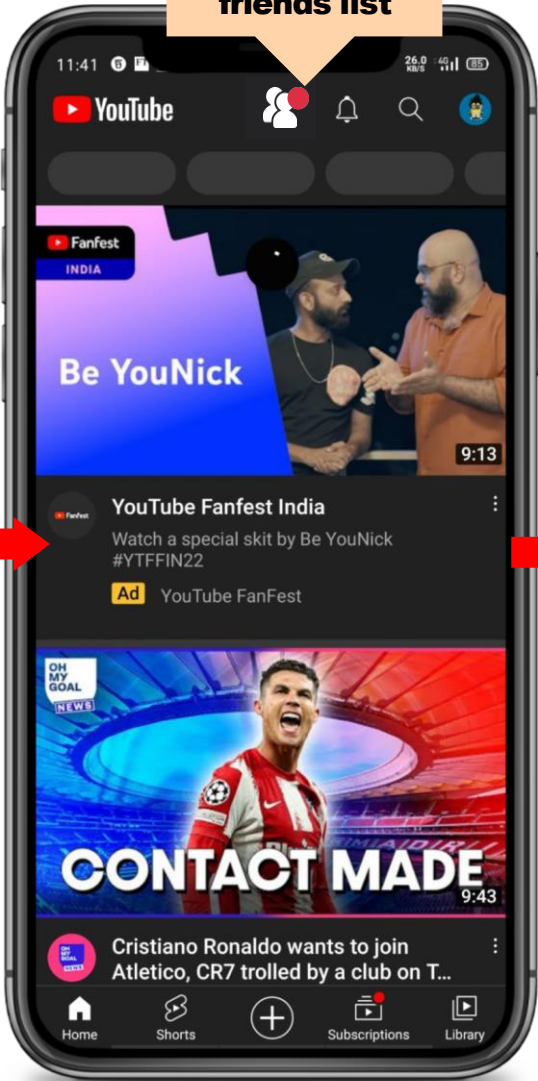 friends list
11:41
26.0
KB/S
4G
85
YouTube
Fanfest
INDIA
Be YouNick
9:13
Fanfest
YouTube Fanfest India
Watch a special skit by Be YouNick
#YTFFIN22
Ad YouTube FanFest
OH
MY
GOAL
NEWS
CONTACT MADE
9:43
Cristiano Ronaldo wants to join
Atletico, CR7 trolled by a club on T...
Home
Shorts
Subscriptions
Library